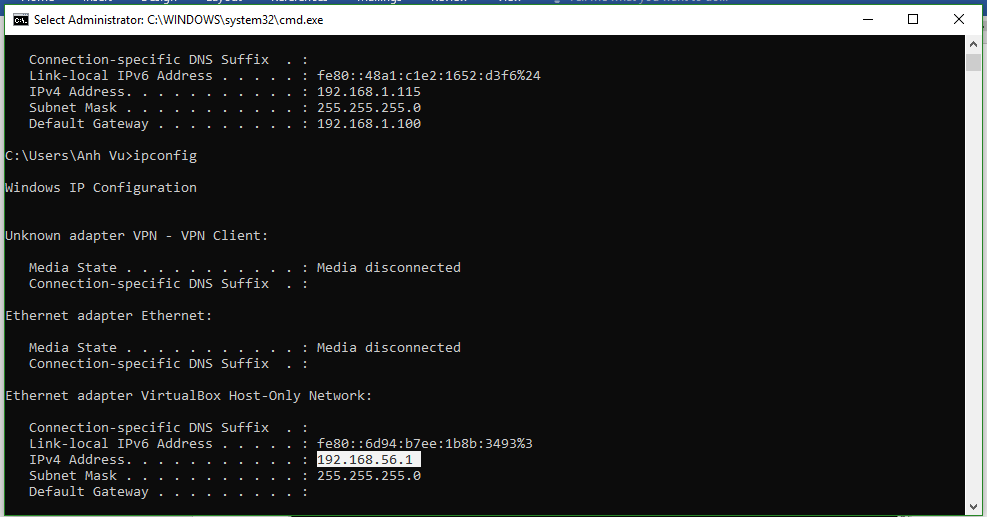 Select Administrator: C:\WINDOWS\system32\cmd.exe
Connection-specific DNS Suffix  . :
Link-local IPv6 Address . . . . . : fe80::48a1:c1e2:1652:d3f6%24
IPv4 Address. . . . . . . . . . . : 192.168.1.115
Subnet Mask . . . . . . . . . . . : 255.255.255.0
Default Gateway . . . . . . . . . : 192.168.1.100
C:\Users\Anh Vu>ipconfig
Windows IP Configuration
Unknown adapter VPN - VPN Client:
Media State . . . . . . . . . . . : Media disconnected
Connection-specific DNS Suffix  . :
Ethernet adapter Ethernet:
Media State . . . . . . . . . . . : Media disconnected
Connection-specific DNS Suffix  . :
Ethernet adapter VirtualBox Host-Only Network:
Connection-specific DNS Suffix  . :
Link-local IPv6 Address . . . . . : fe80::6d94:b7ee:1b8b:3493%3
IPv4 Address. . . . . . . . . . . : 192.168.56.1
Subnet Mask . . . . . . . . . . . : 255.255.255.0
Default Gateway . . . . . . . . . :